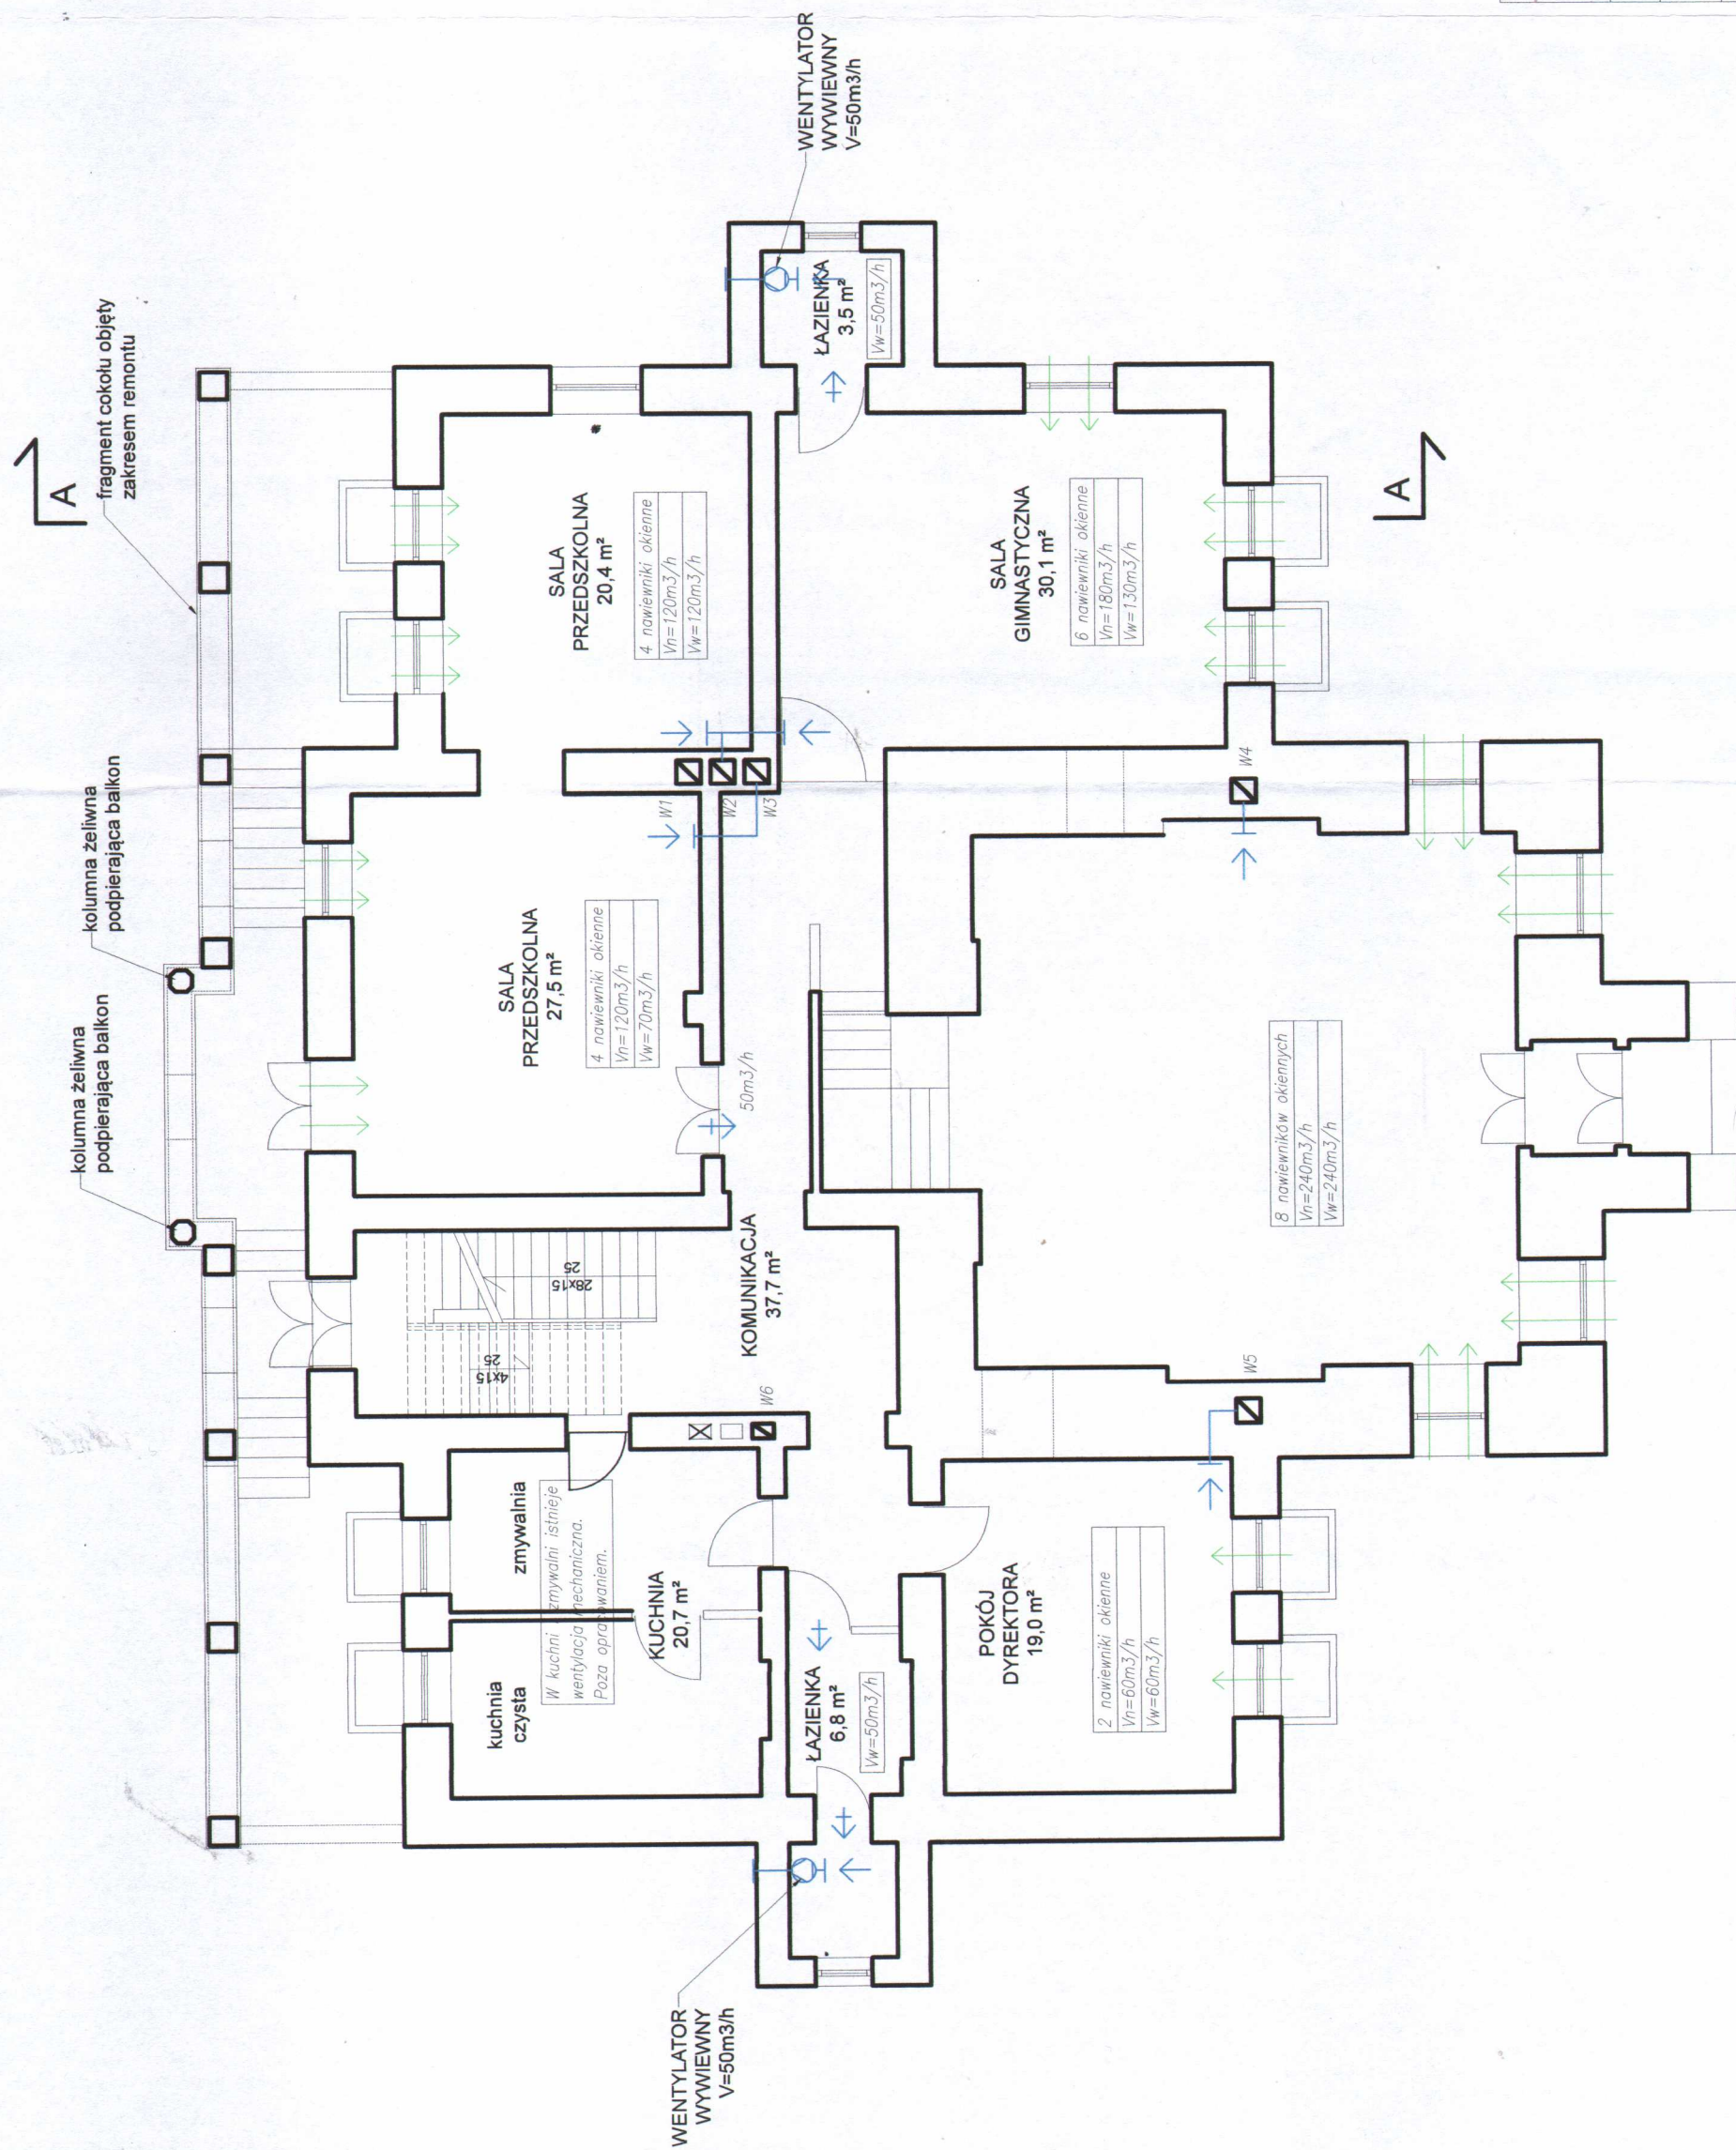 WENTYLATOR
WYWIEWNY
V=50m3/h
fragment cokołu objęty
zakresem remontu
A
kolumna żeliwna
podpierająca balkon
kolumna żeliwna
podpierająca balkon
ŁAZIENKA
3,5 m²
Vw=50m3/h
SALA
PRZEDSZKOLNA
20,4 m²
4 nawiewniki okienne
Vn=120m3/h
Vw=120m3/h
SALA
GIMNASTYCZNA
30,1 m²
6 nawiewniki okienne
Vn=180m3/h
Vw=130m3/h
A
W1
W2
W3
W4
SALA
PRZEDSZKOLNA
27,5 m²
4 nawiewniki okienne
Vn=120m3/h
Vw=70m3/h
50m3/h
8 nawiewników okiennych
Vn=240m3/h
Vw=240m3/h
28x15
25
4x15
25
KOMUNIKACJA
37,7 m²
W6
W5
zmywalnia
kuchnia
czysta
W kuchni zmywalni istnieje
wentylacja mechaniczna.
Poza opracowaniem.
KUCHNIA
20,7 m²
ŁAZIENKA
6,8 m²
Vw=50m3/h
POKÓJ
DYREKTORA
19,0 m²
2 nawiewniki okienne
Vn=60m3/h
Vw=60m3/h
WENTYLATOR
WYWIEWNY
V=50m3/h